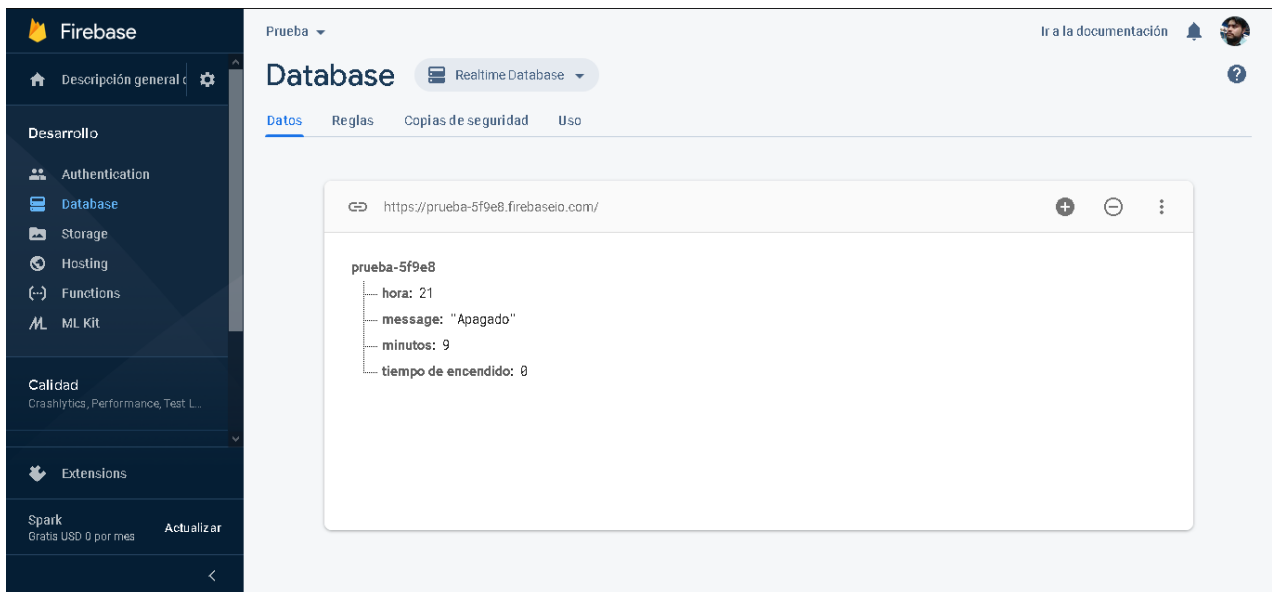 Firebase
Descripción general d
Desarrollo
Authentication
Database
Storage
Hosting
Functions
ML Kit
Calidad
Crashlytics, Performance, Test L...
Extensions
Spark
Gratis USD 0 por mes
Actualizar
Prueba
Ir a la documentación
Database
Realtime Database
Datos Reglas Copias de seguridad Uso
https://prueba-5f9e8.firebaseio.com/
prueba-5f9e8
hora: 21
message: "Apagado"
minutos: 9
tiempo de encendido: 0